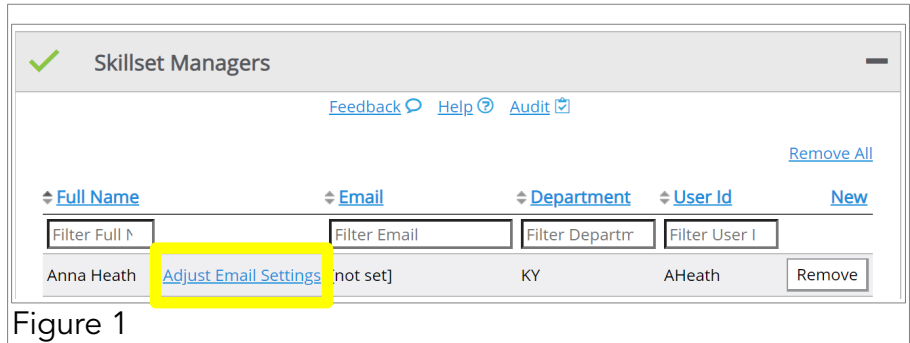 Skillset Managers
Feedback Help Audit
Remove All
Full Name Email Department User Id New
Filter Full N Filter Email Filter Departm Filter User I
Anna Heath Adjust Email Settings [not set] KY AHeath Remove
Figure 1